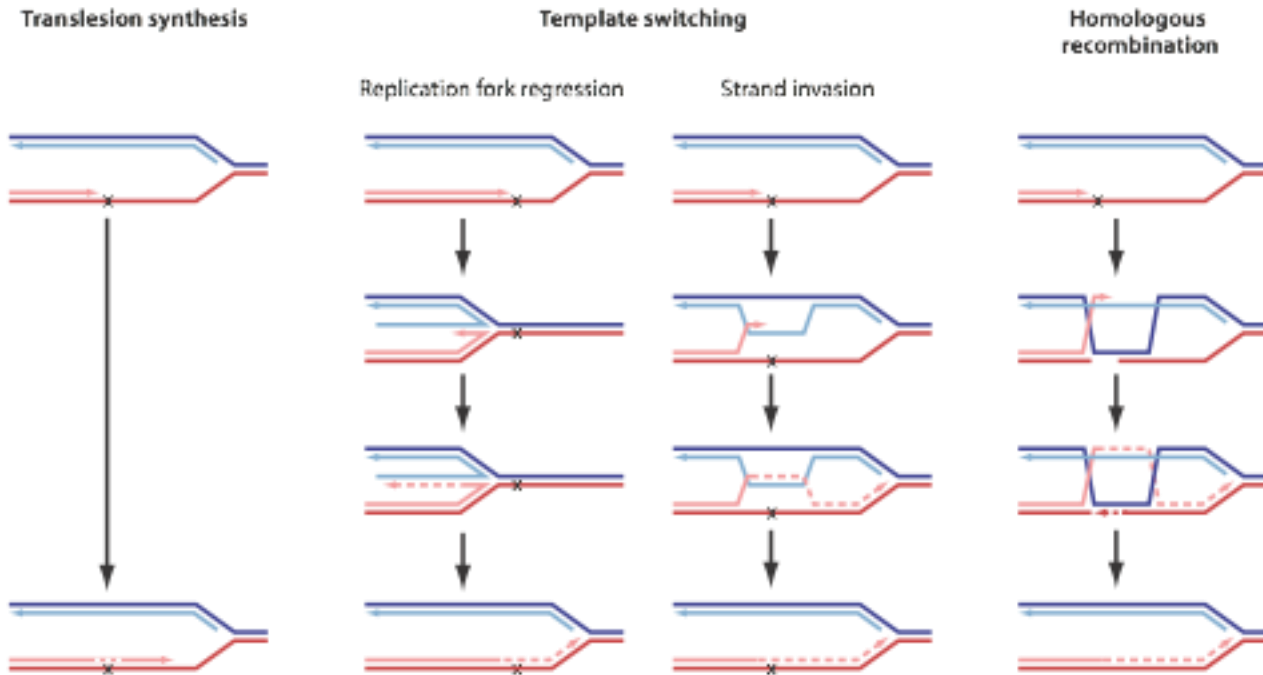 Translesion synthesis
Template switching
Homologous
recombination
Replication fork regression
Strand invasion